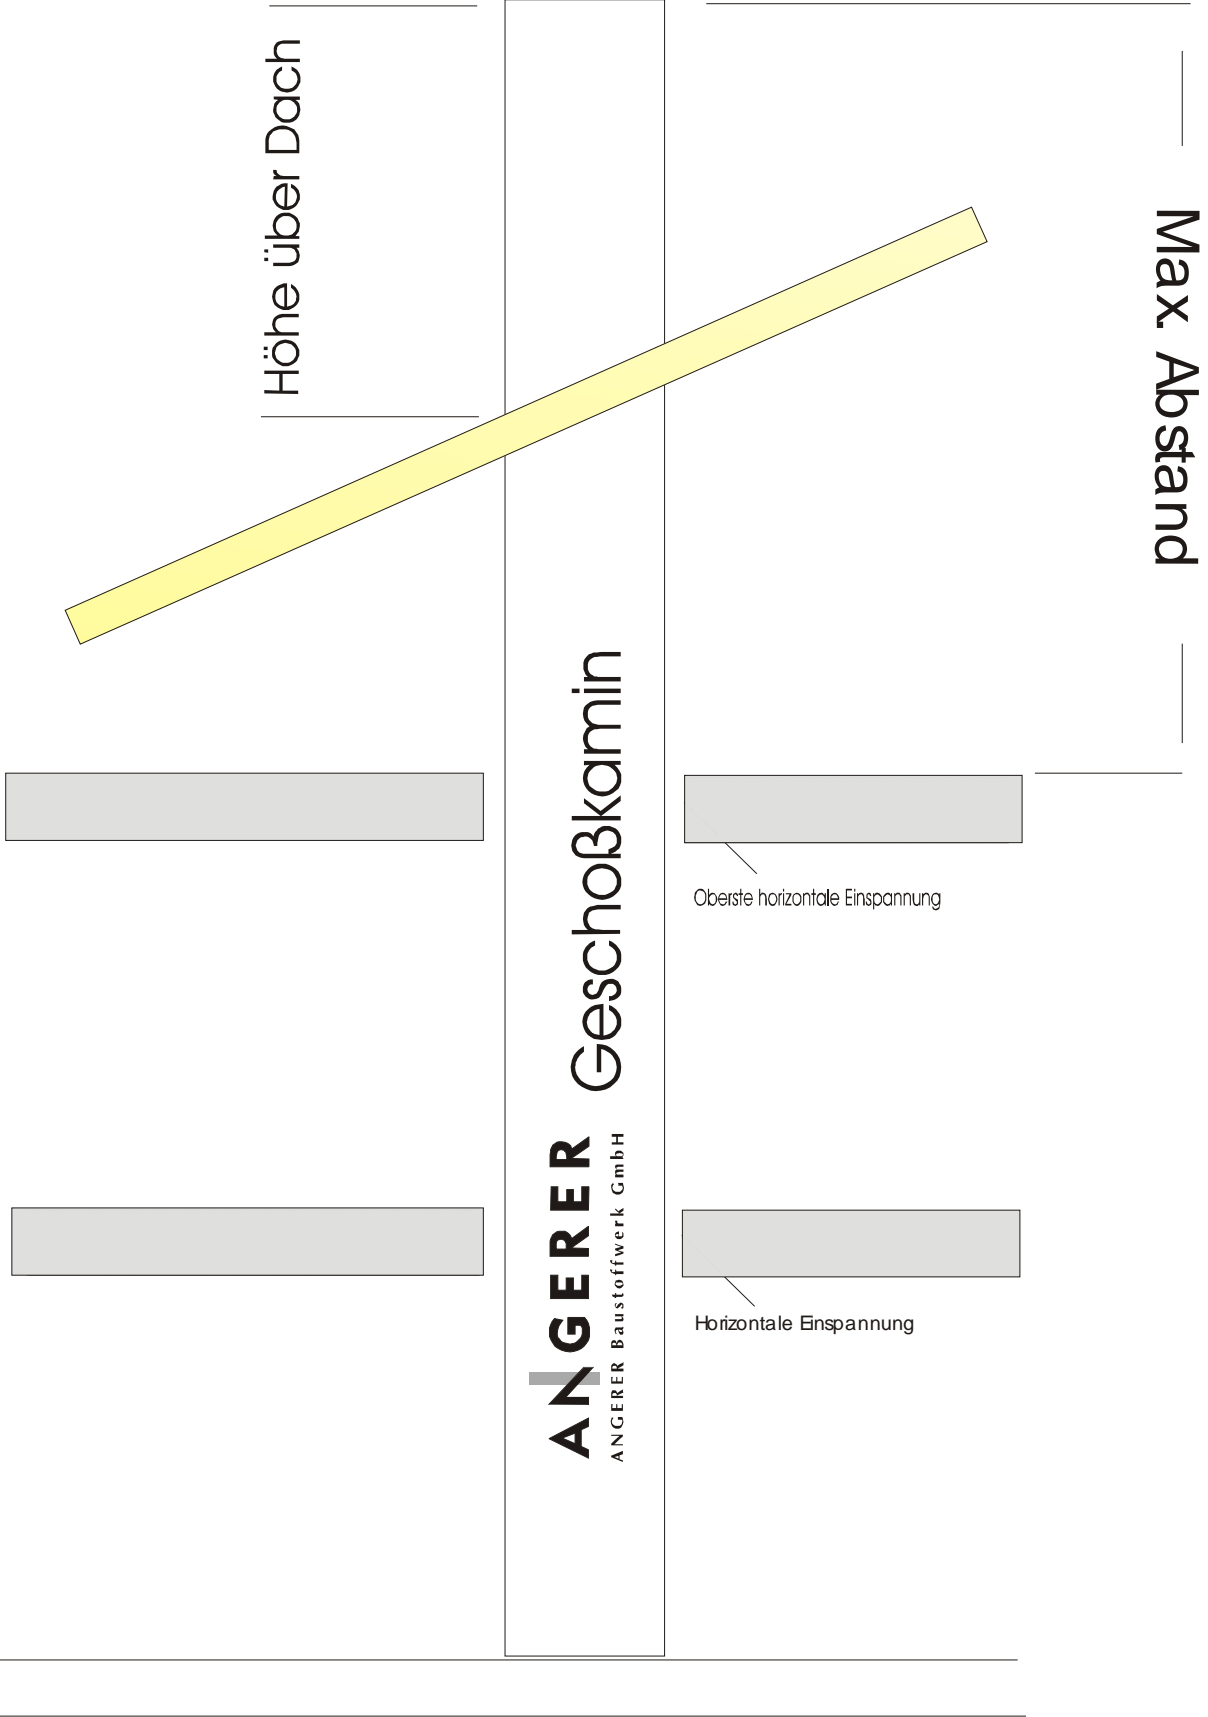 Höhe über Dach
Max. Abstand
Geschoßkamin
Oberste horizontale Einspannung
ANGERER
ANGERER Baustoffwerk GmbH
Horizontale Einspannung